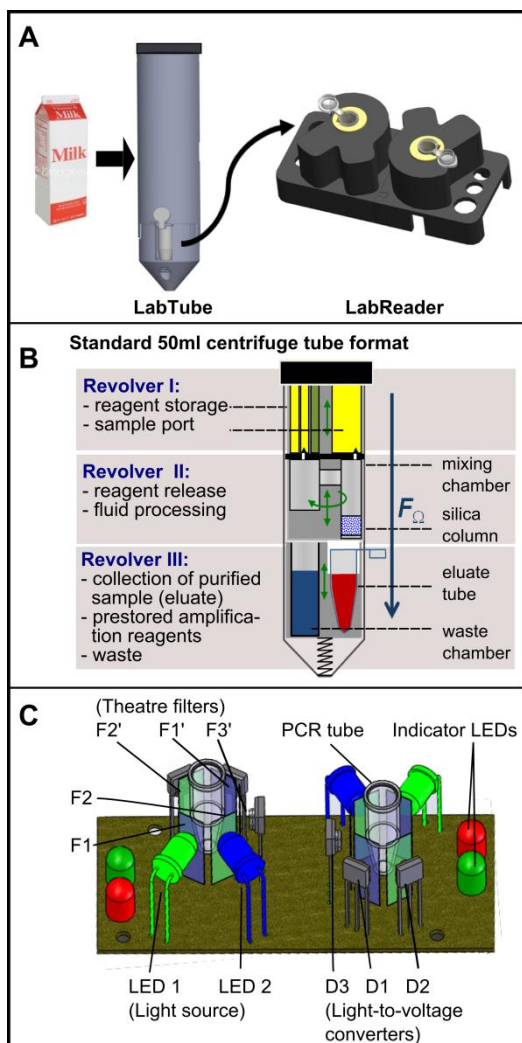 A
Milk
Milk
LabTube
LabReader
B
Standard 50ml centrifuge tube format
Revolver I:
- reagent storage
- sample port
Revolver II:
- reagent release
- fluid processing
Revolver III:
- collection of purified
sample (eluate)
- prestored amplifica-
tion reagents
- waste
mixing
chamber
FΩ
silica
column
eluate
tube
waste
chamber
C
(Theatre filters)
F2' F1' F3'
PCR tube
Indicator LEDs
F2
F1
LED 1
(Light source)
LED 2
D3 D1 D2
(Light-to-voltage
converters)